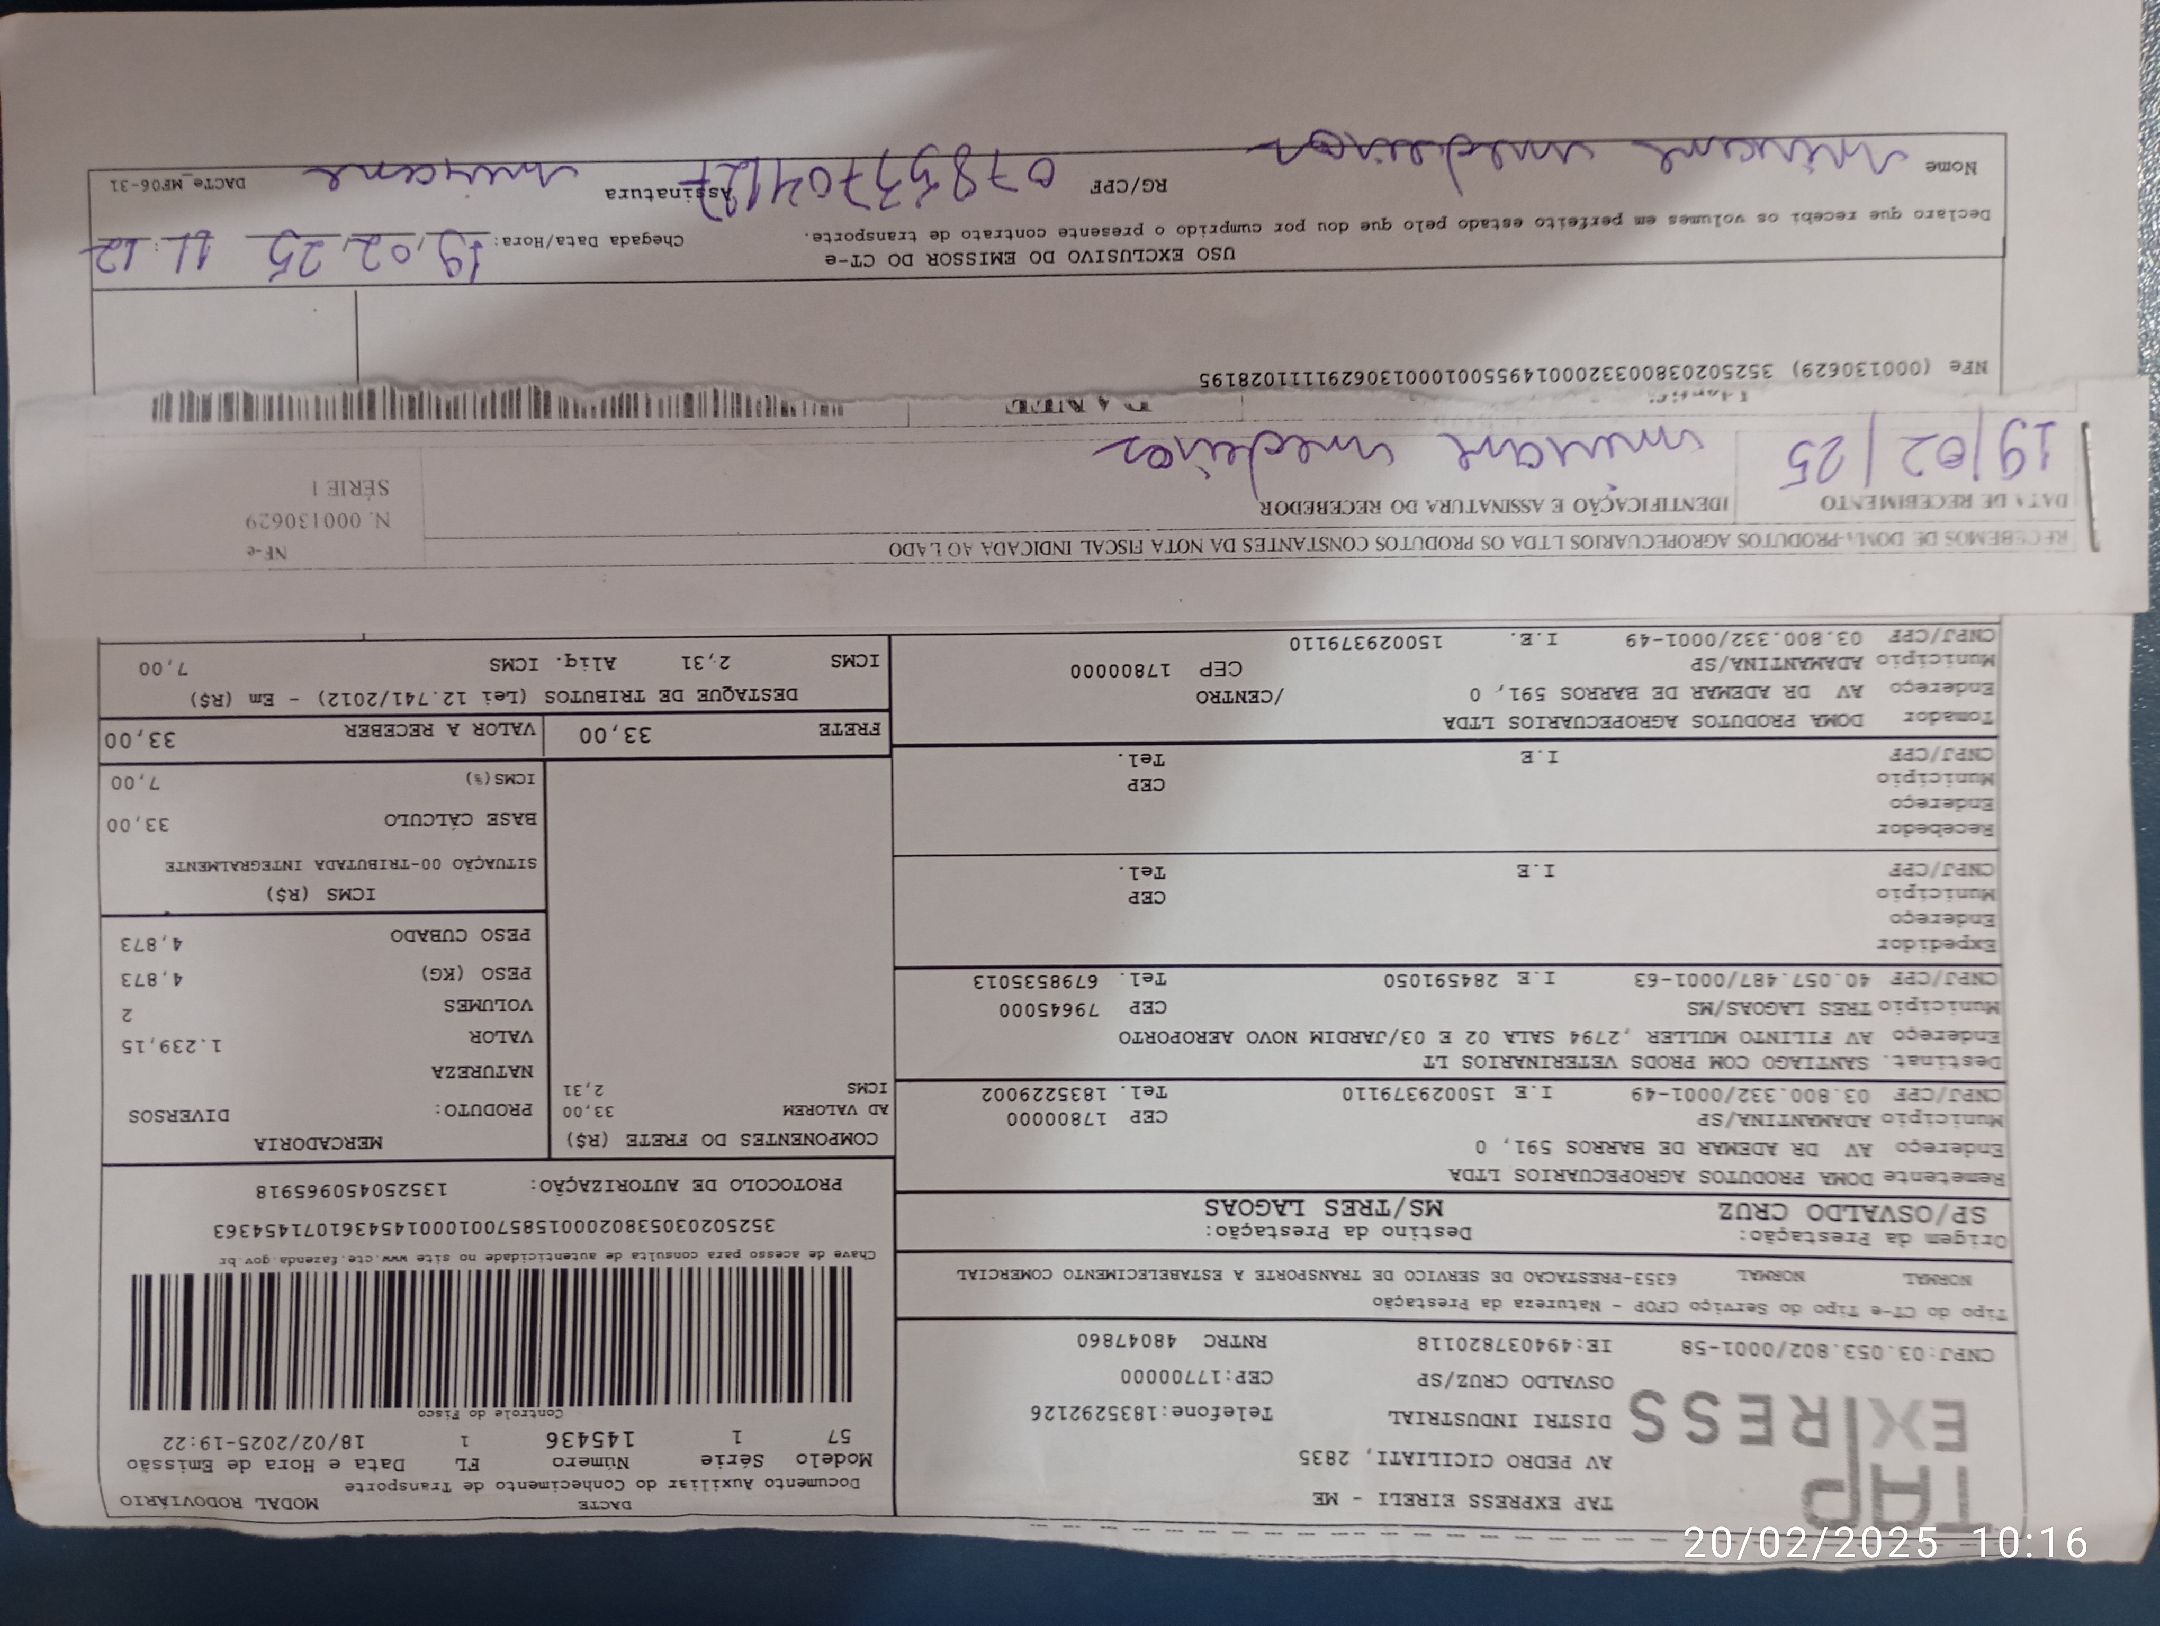 TAP EXPRESS
TAP EXPRESS EIRELI - ME
AV PEDRO CICILIATI, 2835
DISTRI INDUSTRIAL Telefone:1835292126
OSVALDO CRUZ/SP CEP:17700000
CNPJ:03.053.802/0001-58 IE:494037820118 RNTRC 48047860
DACTE MODAL RODOVIÁRIO
Documento Auxiliar do Conhecimento de Transporte
Modelo Série Número FL Data e Hora de Emissão
57 1 145436 1 18/02/2025-19:22
Controle do Fisco
Chave de acesso para consulta de autenticidade no site www.cte.fazenda.gov.br
35250203053802000158570010001454361071454363
PROTOCOLO DE AUTORIZAÇÃO: 135250450965918
Tipo do CT-e Tipo do Serviço CFOP - Natureza da Prestação
NORMAL NORMAL 6353-PRESTACAO DE SERVICO DE TRANSPORTE A ESTABELECIMENTO COMERCIAL
Origem da Prestação: Destino da Prestação:
SP/OSVALDO CRUZ MS/TRES LAGOAS
Remetente DOMA PRODUTOS AGROPECUARIOS LTDA
Endereço AV DR ADEMAR DE BARROS 591, 0
Município ADAMANTINA/SP CEP 17800000
CNPJ/CPF 03.800.332/0001-49 I.E 150029379110 Tel. 1835229002
Destinat. SANTIAGO COM PRODS VETERINARIOS LT
Endereço AV FILINTO MULLER ,2794 SALA 02 E 03/JARDIM NOVO AEROPORTO
Município TRES LAGOAS/MS CEP 79645000
CNPJ/CPF 40.057.487/0001-63 I.E 284591050 Tel. 6798535013
Expedidor
Endereço
Município CEP
CNPJ/CPF I.E Tel.
Recebedor
Endereço
Município CEP
CNPJ/CPF I.E Tel.
Tomador DOMA PRODUTOS AGROPECUARIOS LTDA
Endereço AV DR ADEMAR DE BARROS 591, 0 /CENTRO
Município ADAMANTINA/SP CEP 17800000
CNPJ/CPF 03.800.332/0001-49 I.E. 150029379110
COMPONENTES DO FRETE (R$)
AD VALOREM 33,00
ICMS 2,31
MERCADORIA
PRODUTO: DIVERSOS
NATUREZA
VALOR 1.239,15
VOLUMES 2
PESO (KG) 4,873
PESO CUBADO 4,873
ICMS (R$)
SITUAÇÃO 00-TRIBUTADA INTEGRALMENTE
BASE CÁLCULO 33,00
ICMS(%) 7,00
FRETE 33,00 VALOR A RECEBER 33,00
DESTAQUE DE TRIBUTOS (Lei 12.741/2012) - Em (R$)
ICMS 2,31 Aliq. ICMS 7,00
RECEBEMOS DE DOMA-PRODUTOS AGROPECUARIOS LTDA OS PRODUTOS CONSTANTES DA NOTA FISCAL INDICADA AO LADO
NF-e
N. 000130629
SÉRIE 1
DATA DE RECEBIMENTO IDENTIFICAÇÃO E ASSINATURA DO RECEBEDOR
19/02/25 miriane medeiros
NFe (000130629) 35250203800332000149550010001306291111028195
USO EXCLUSIVO DO EMISSOR DO CT-e
Declaro que recebi os volumes em perfeito estado pelo que dou por cumprido o presente contrato de transporte. Chegada Data/Hora: 19,02,25 11:12
Nome miriane medeiros RG/CPF Assinatura miriane DACTe_MF06-31
20/02/2025 10:16